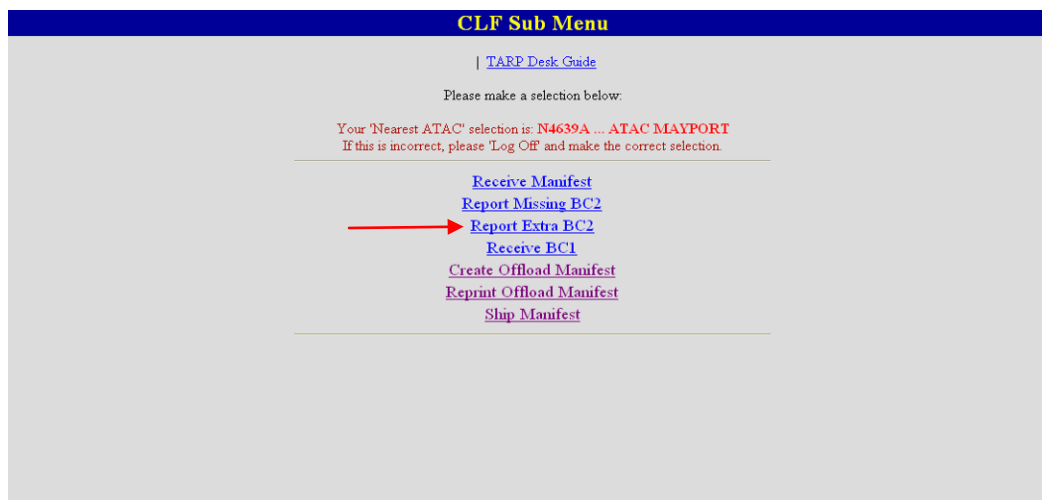 CLF Sub Menu
| TARP Desk Guide
Please make a selection below:
Your 'Nearest ATAC' selection is: N4639A ... ATAC MAYPORT
If this is incorrect, please 'Log Off' and make the correct selection.
Receive Manifest
Report Missing BC2
Report Extra BC2
Receive BC1
Create Offload Manifest
Reprint Offload Manifest
Ship Manifest